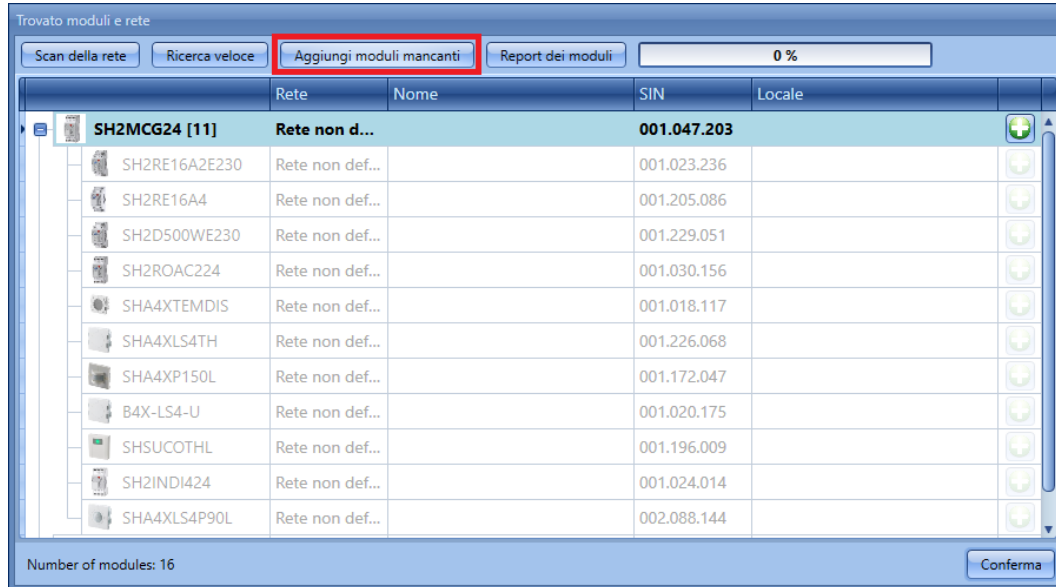 Trovato moduli e rete
Scan della rete Ricerca veloce Aggiungi moduli mancanti Report dei moduli 0 %
Rete Nome SIN Locale
SH2MCG24 [11] Rete non d... 001.047.203
SH2RE16A2E230 Rete non def... 001.023.236
SH2RE16A4 Rete non def... 001.205.086
SH2D500WE230 Rete non def... 001.229.051
SH2ROAC224 Rete non def... 001.030.156
SHA4XTEMDIS Rete non def... 001.018.117
SHA4XLS4TH Rete non def... 001.226.068
SHA4XP150L Rete non def... 001.172.047
B4X-LS4-U Rete non def... 001.020.175
SHSUCOTHL Rete non def... 001.196.009
SH2INDI424 Rete non def... 001.024.014
SHA4XLS4P90L Rete non def... 002.088.144
Number of modules: 16 Conferma